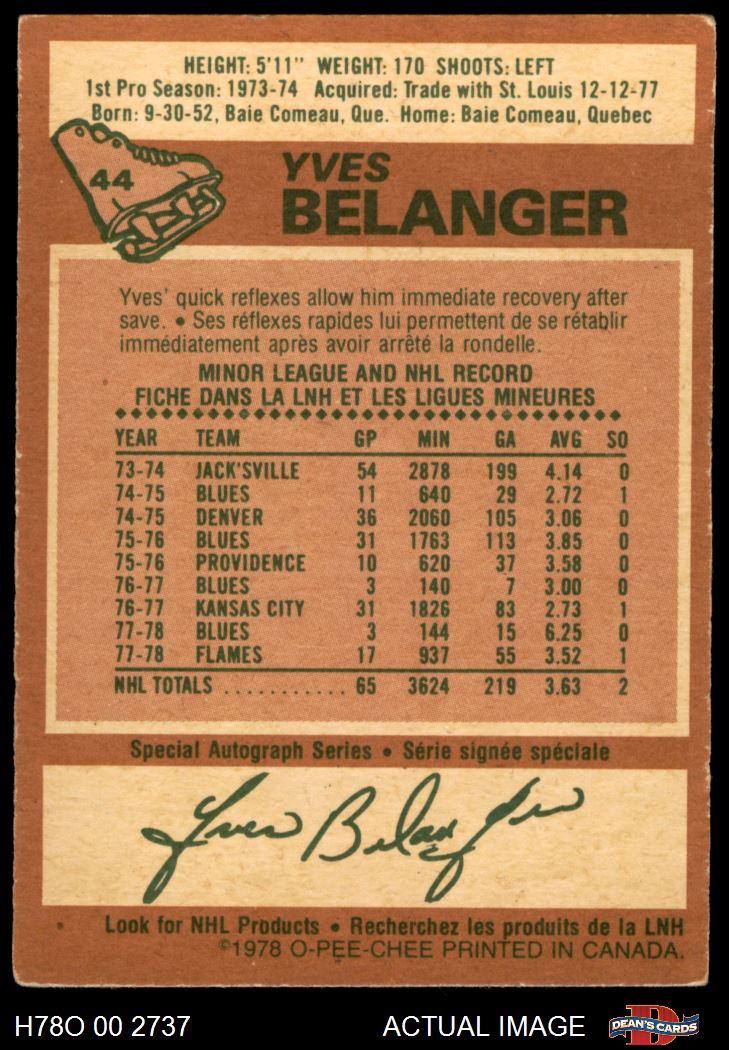 HEIGHT: 5'11" WEIGHT: 170 SHOOTS: LEFT
1st Pro Season: 1973-74 Acquired: Trade with St. Louis 12-12-77
Born: 9-30-52, Baie Comeau, Que. Home: Baie Comeau, Quebec
44
YVES
BELANGER
Yves' quick reflexes allow him immediate recovery after
save. • Ses réflexes rapides lui permettent de se rétablir
immédiatement après avoir arrêté la rondelle.
MINOR LEAGUE AND NHL RECORD
FICHE DANS LA LNH ET LES LIGUES MINEURES
YEAR TEAM GP MIN GA AVG SO
73-74 JACK'SVILLE 54 2878 199 4.14 0
74-75 BLUES 11 640 29 2.72 1
74-75 DENVER 36 2060 105 3.06 0
75-76 BLUES 31 1763 113 3.85 0
75-76 PROVIDENCE 10 620 37 3.58 0
76-77 BLUES 3 140 7 3.00 0
76-77 KANSAS CITY 31 1826 83 2.73 1
77-78 BLUES 3 144 15 6.25 0
77-78 FLAMES 17 937 55 3.52 1
NHL TOTALS ........... 65 3624 219 3.63 2
Special Autograph Series • Série signée spéciale
Yves Belanger
Look for NHL Products • Recherchez les produits de la LNH
©1978 O-PEE-CHEE PRINTED IN CANADA.
H78O 00 2737 ACTUAL IMAGE DEAN'S CARDS